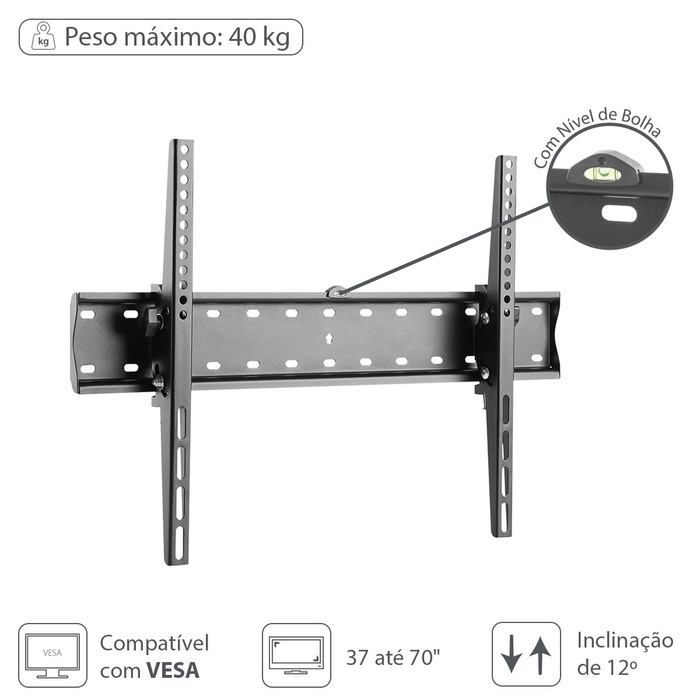 kg
Peso máximo: 40 kg
Com Nível de Bolha
VESA
Compatível
com VESA
37 até 70"
Inclinação
de 12º